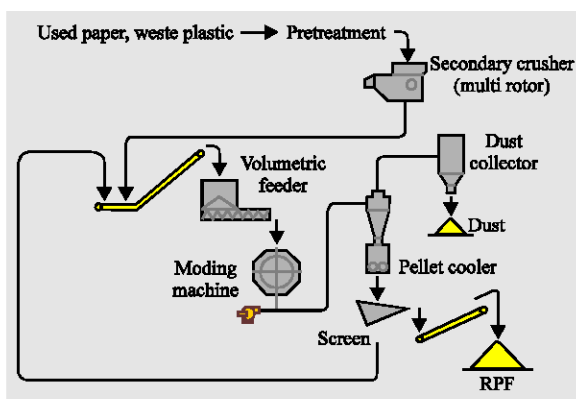 Used paper, weste plastic
Pretreatment
Secondary crusher
(multi rotor)
Volumetric
feeder
Dust
collector
Dust
Moding
machine
Pellet cooler
Screen
RPF